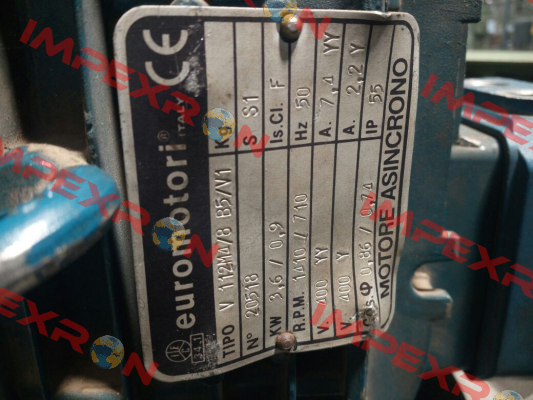 euromotori® ITALY CE
341
TIPO V 112M4/8 B5/V1 Kg
N° 20518 S S1
KW 3,6 / 0,9 Is.Cl. F
R.P.M. 1410 / 710 Hz 50
V. 400 YY A. 7,4 YY
V. 400 Y A. 2,2 Y
Cos.φ 0,86 / 0,74 IP 55
MOTORE ASINCRONO
IMPEXRON
IMPEXRON
IMPEXRON
IMPEXRON
IMPEXRON